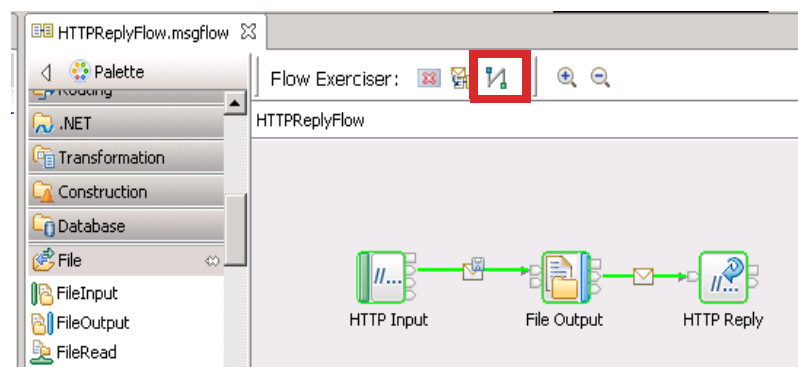 HTTPReplyFlow.msgflow
Palette
Flow Exerciser:
Routing
HTTPReplyFlow
.NET
Transformation
Construction
Database
File
FileInput
FileOutput
FileRead
//...
HTTP Input
File Output
//...
HTTP Reply